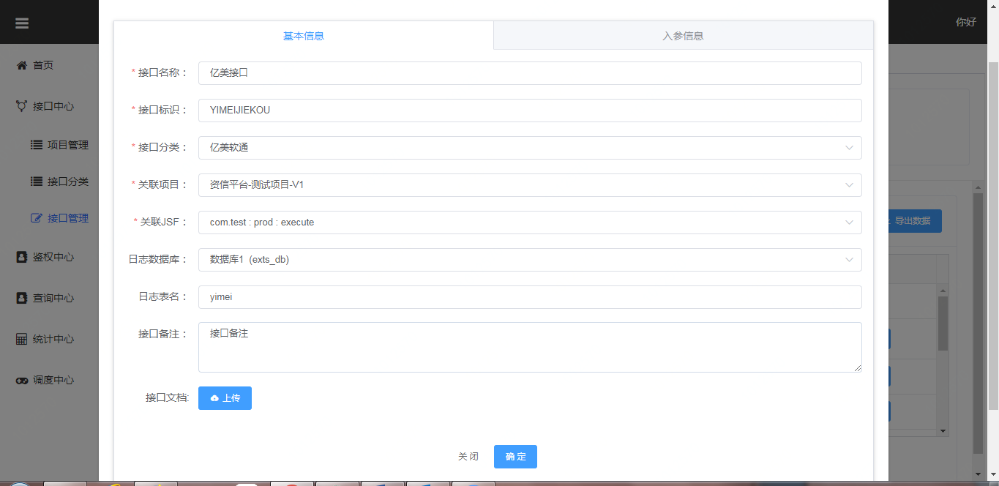 你好
首页
接口中心
项目管理
接口分类
接口管理
鉴权中心
查询中心
统计中心
调度中心
基本信息
入参信息
* 接口名称： 亿美接口
* 接口标识： YIMEIJIEKOU
* 接口分类： 亿美软通
* 关联项目： 资信平台-测试项目-V1
* 关联JSF： com.test : prod : execute
日志数据库： 数据库1 (exts_db)
日志表名： yimei
接口备注： 接口备注
接口文档: 上传
关 闭
确 定
导出数据